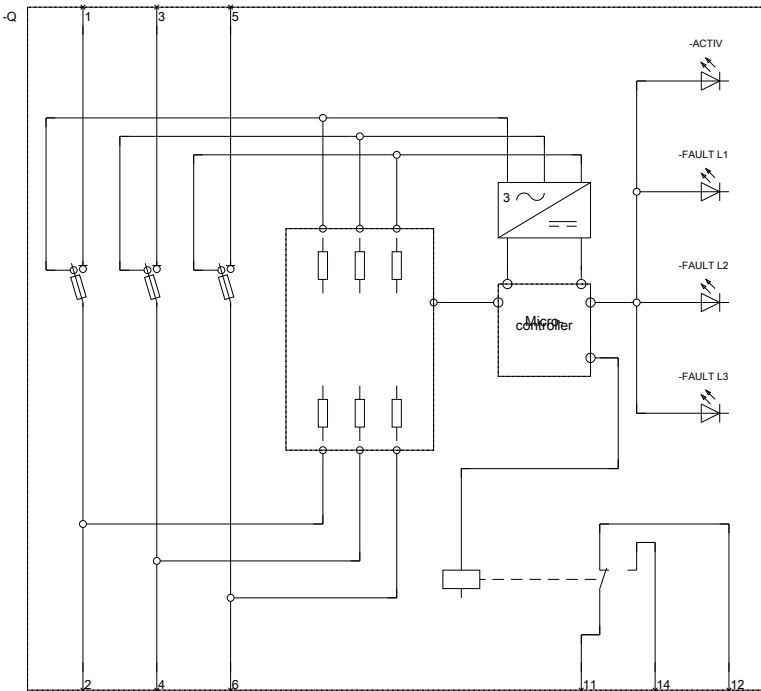 -Q
1
3
5
-ACTIV
-FAULT L1
3
-FAULT L2
Micro-
controller
-FAULT L3
2
4
6
11
14
12